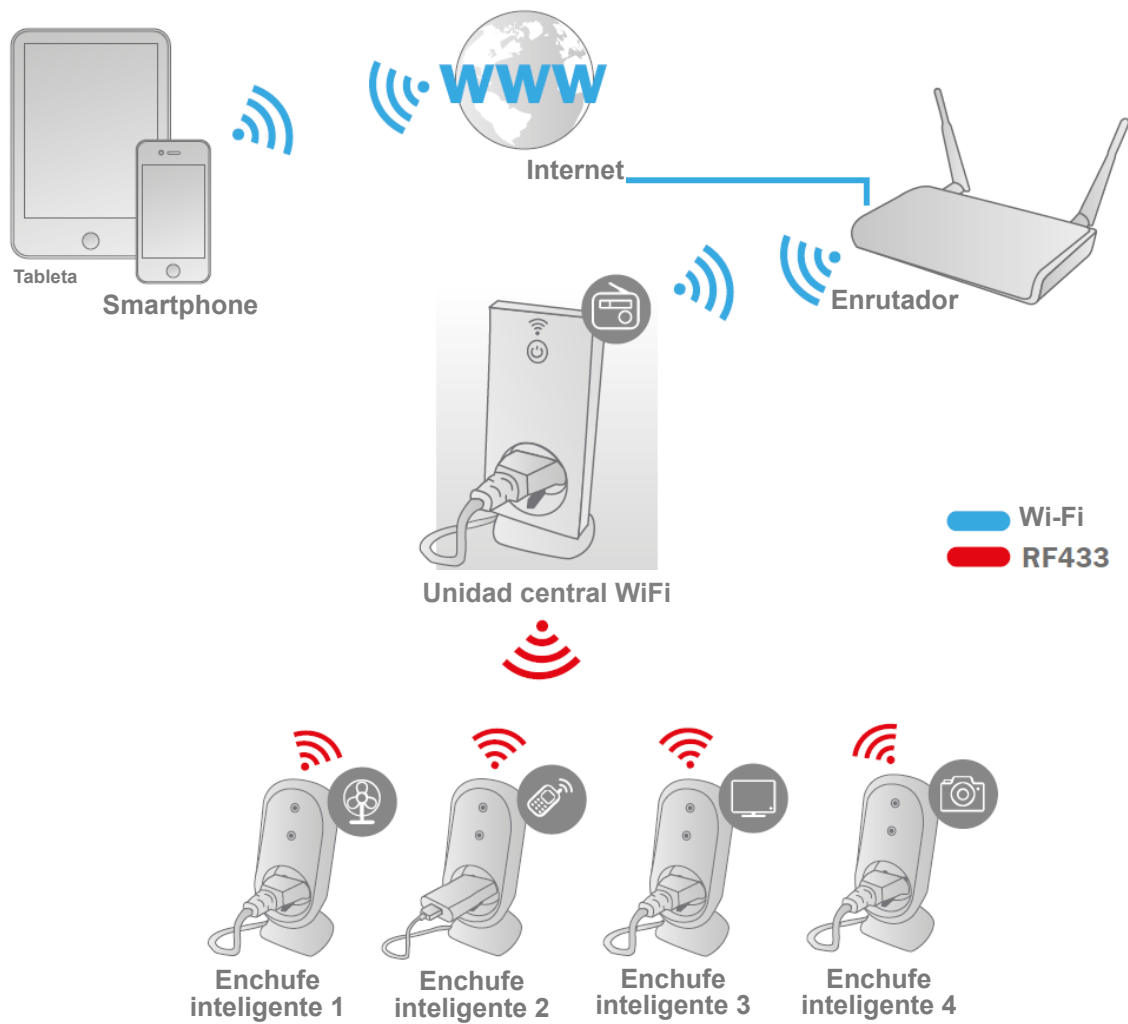 www
Internet
Tableta
Smartphone
Enrutador
Wi-Fi
RF433
Unidad central WiFi
Enchufe
inteligente 1
Enchufe
inteligente 2
Enchufe
inteligente 3
Enchufe
inteligente 4